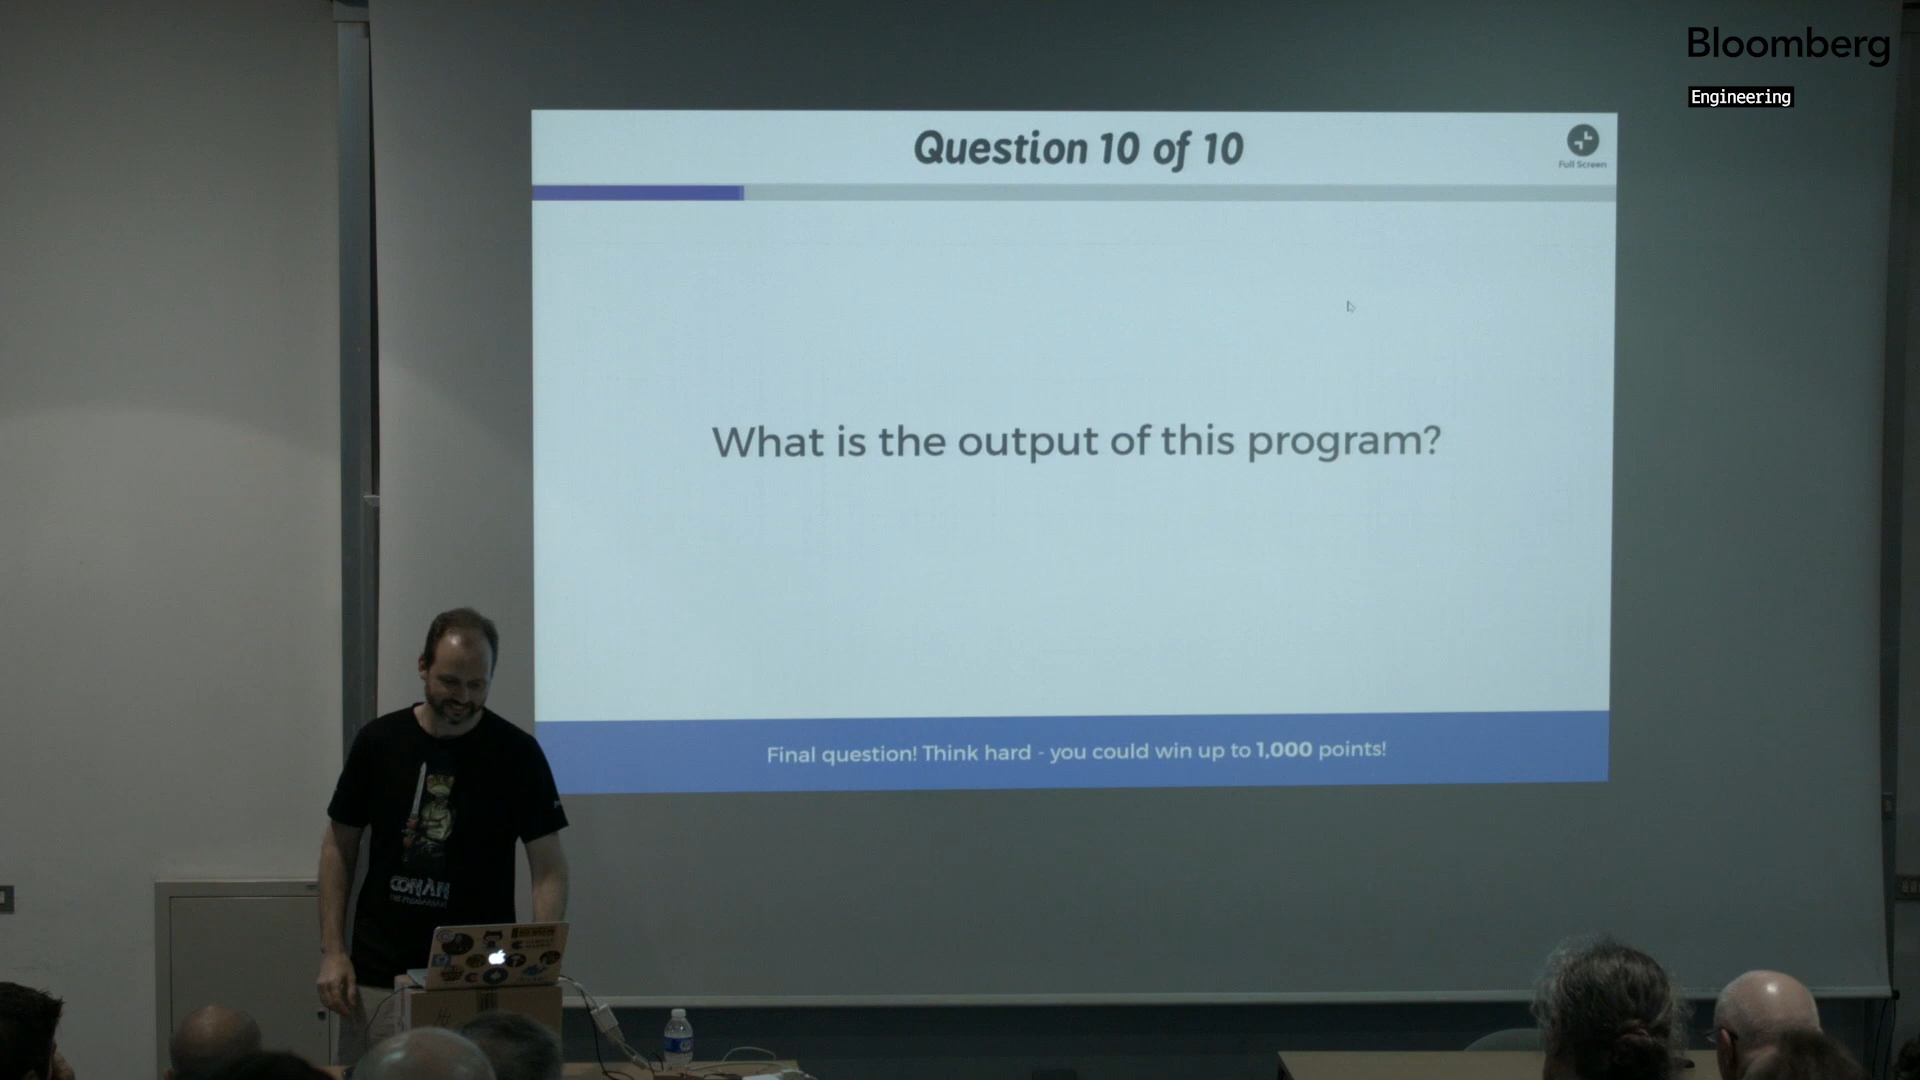 Bloomberg
Engineering
Question 10 of 10
Full Screen
What is the output of this program?
Final question! Think hard - you could win up to 1,000 points!
CONAN